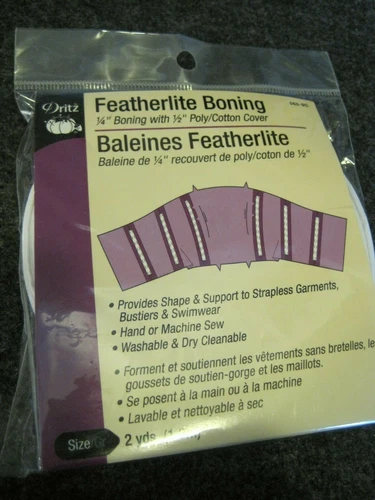 Dritz
Featherlite Boning
¼" Boning with ½" Poly/Cotton Cover
Baleines Featherlite
Baleine de ¼" recouvert de poly/coton de ½"
• Provides Shape & Support to Strapless Garments,
Bustiers & Swimwear
• Hand or Machine Sew
• Washable & Dry Cleanable
• Forment et soutiennent les vêtements sans bretelles, le
goussets de soutien-gorge et les maillots.
• Se posent à la main ou à la machine
• Lavable et nettoyable à sec
Size/Gr 2 yds.